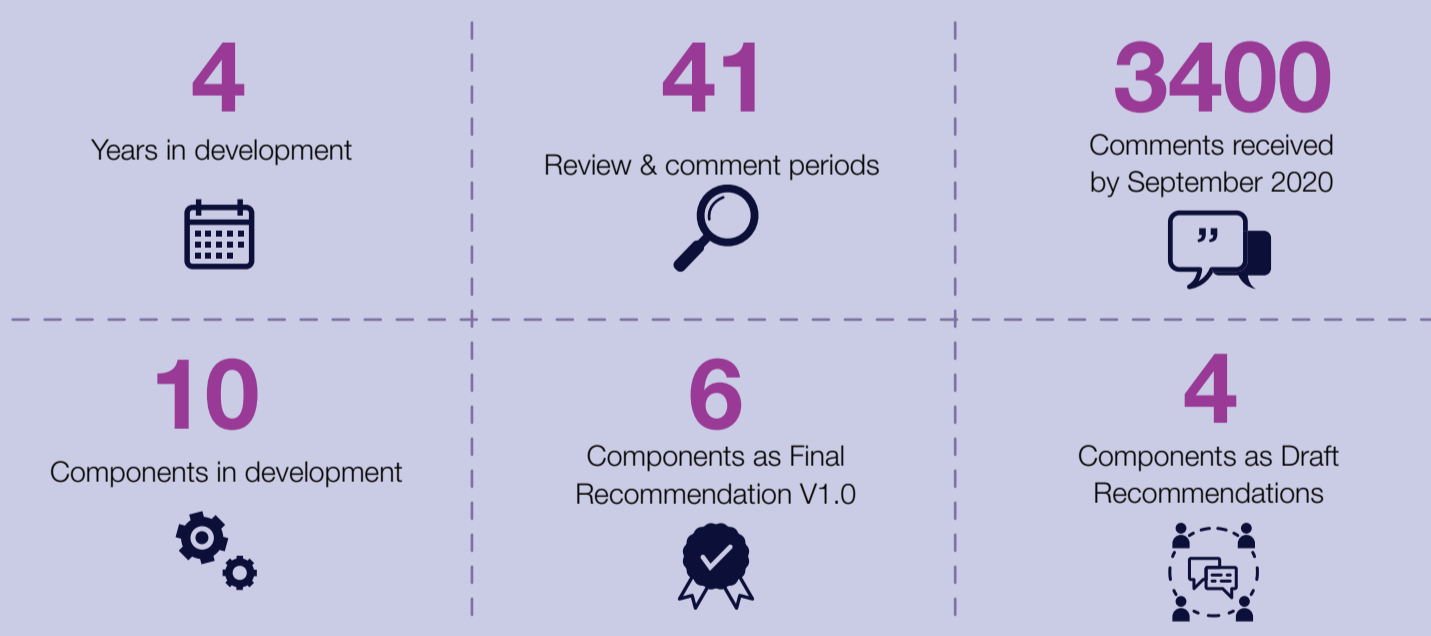 4
Years in development
41
Review & comment periods
3400
Comments received
by September 2020
”
10
Components in development
6
Components as Final
Recommendation V1.0
4
Components as Draft
Recommendations